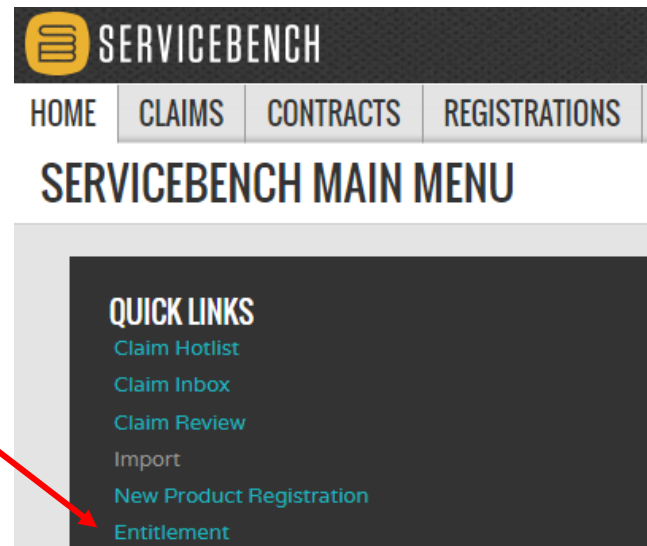 SERVICEBENCH
HOME CLAIMS CONTRACTS REGISTRATIONS
SERVICEBENCH MAIN MENU
QUICK LINKS
Claim Hotlist
Claim Inbox
Claim Review
Import
New Product Registration
Entitlement